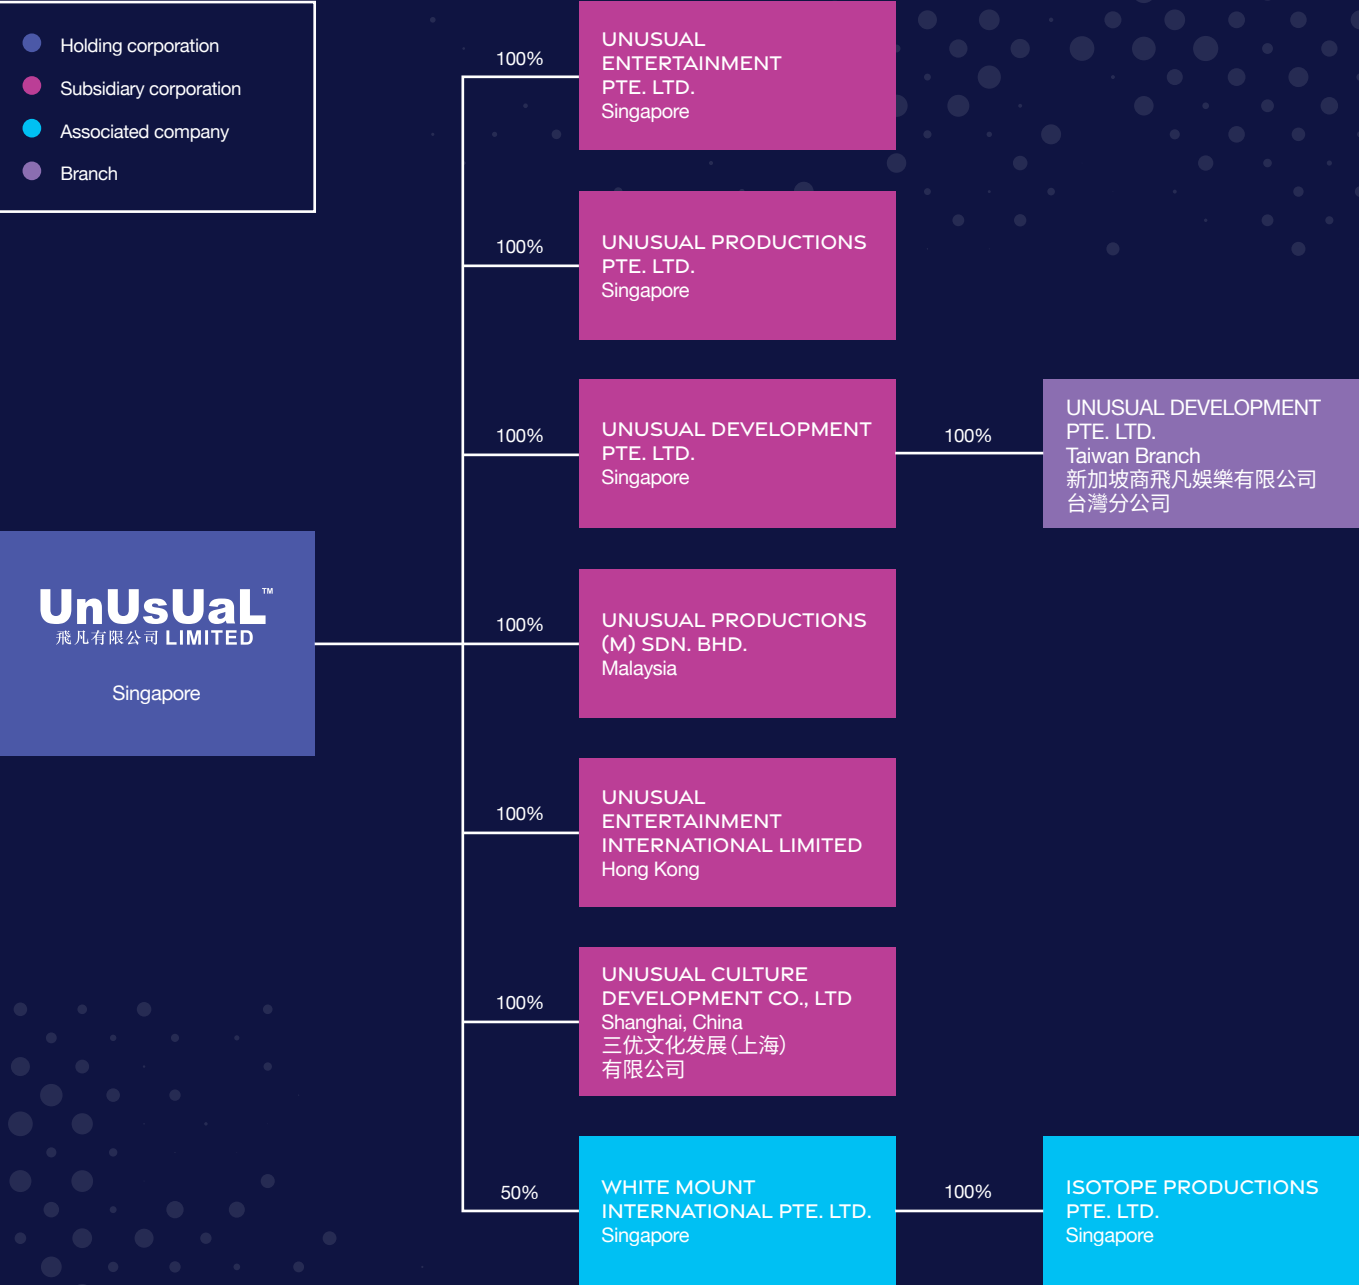 Holding corporation
Subsidiary corporation
Associated company
Branch
UnUsUaL™
飛凡有限公司 LIMITED
Singapore
100%
UNUSUAL
ENTERTAINMENT
PTE. LTD.
Singapore
100%
UNUSUAL PRODUCTIONS
PTE. LTD.
Singapore
100%
UNUSUAL DEVELOPMENT
PTE. LTD.
Singapore
100%
UNUSUAL DEVELOPMENT
PTE. LTD.
Taiwan Branch
新加坡商飛凡娛樂有限公司
台灣分公司
100%
UNUSUAL PRODUCTIONS
(M) SDN. BHD.
Malaysia
100%
UNUSUAL
ENTERTAINMENT
INTERNATIONAL LIMITED
Hong Kong
100%
UNUSUAL CULTURE
DEVELOPMENT CO., LTD
Shanghai, China
三优文化发展（上海）
有限公司
50%
WHITE MOUNT
INTERNATIONAL PTE. LTD.
Singapore
100%
ISOTOPE PRODUCTIONS
PTE. LTD.
Singapore